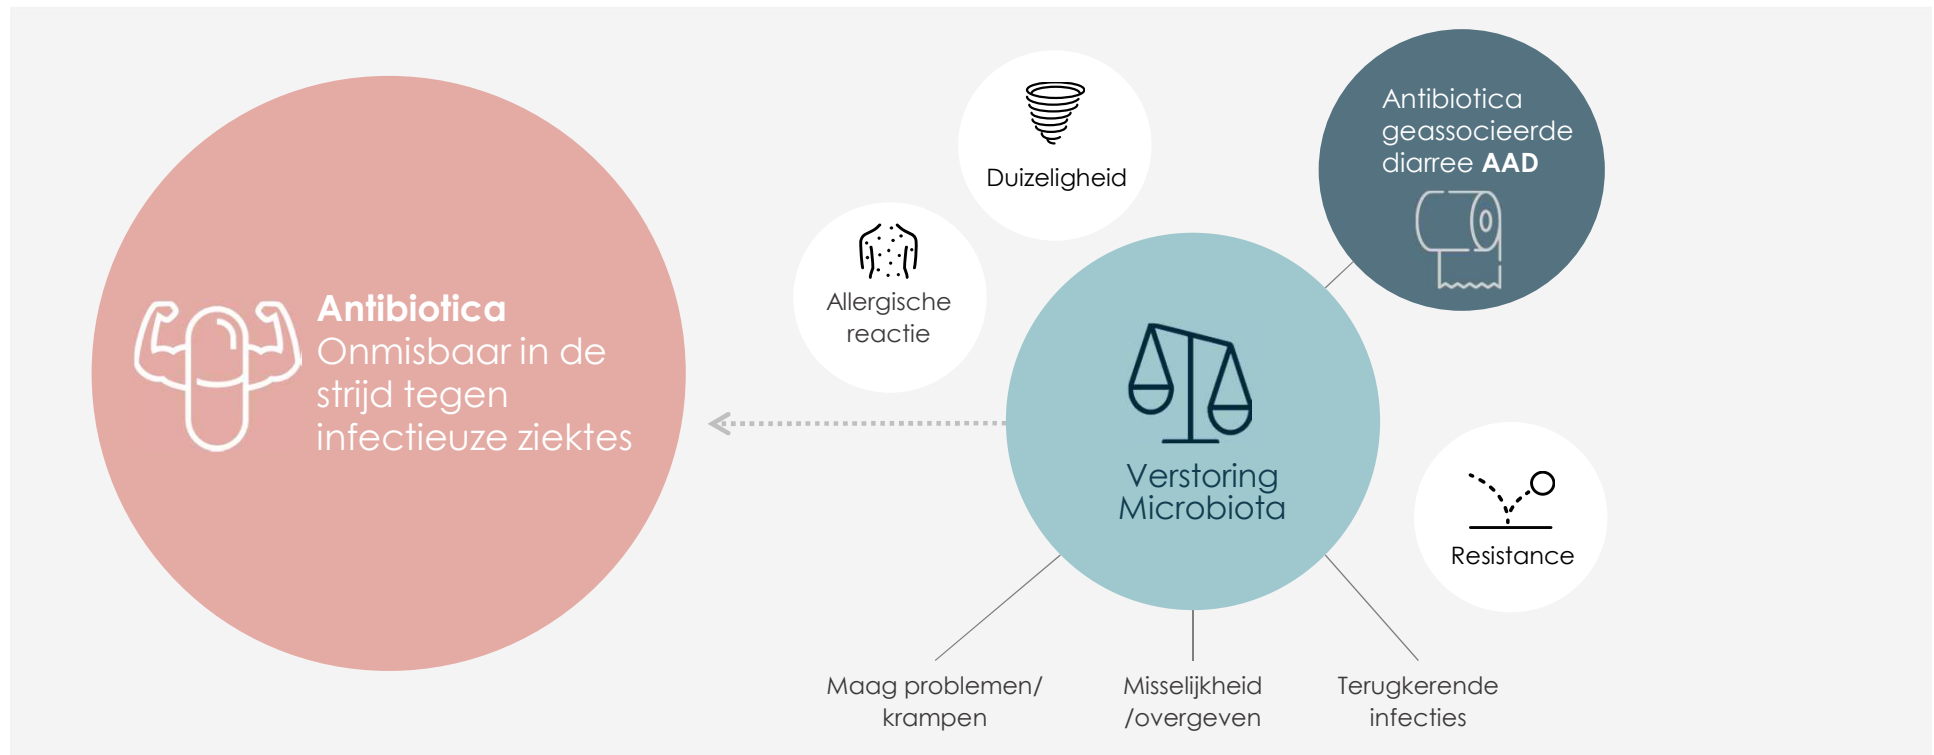 Antibiotica
Onmisbaar in de
strijd tegen
infectieuze ziektes
Duizeligheid
Allergische
reactie
Antibiotica
geassocieerde
diarree AAD
Verstoring
Microbiota
Resistance
Maag problemen/
krampen
Misselijkheid
/overgeven
Terugkerende
infecties